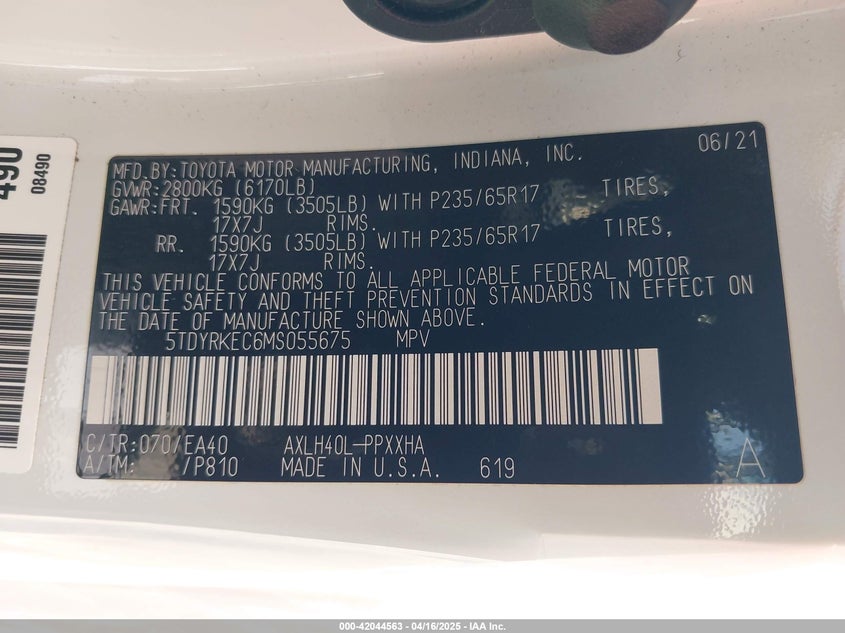 490
08490
MFD.BY:TOYOTA MOTOR MANUFACTURING, INDIANA, INC. 06/21
GVWR:2800KG (6170LB)
GAWR:FRT. 1590KG (3505LB) WITH P235/65R17 TIRES,
17X7J RIMS.
RR. 1590KG (3505LB) WITH P235/65R17 TIRES,
17X7J RIMS.
THIS VEHICLE CONFORMS TO ALL APPLICABLE FEDERAL MOTOR
VEHICLE SAFETY AND THEFT PREVENTION STANDARDS IN EFFECT ON
THE DATE OF MANUFACTURE SHOWN ABOVE.
5TDYRKEC6MS055675 MPV
C/TR:070/EA40 AXLH40L-PPXXHA
A/TM: /P810 MADE IN U.S.A. 619 A
000-42044563 - 04/16/2025 - IAA Inc.